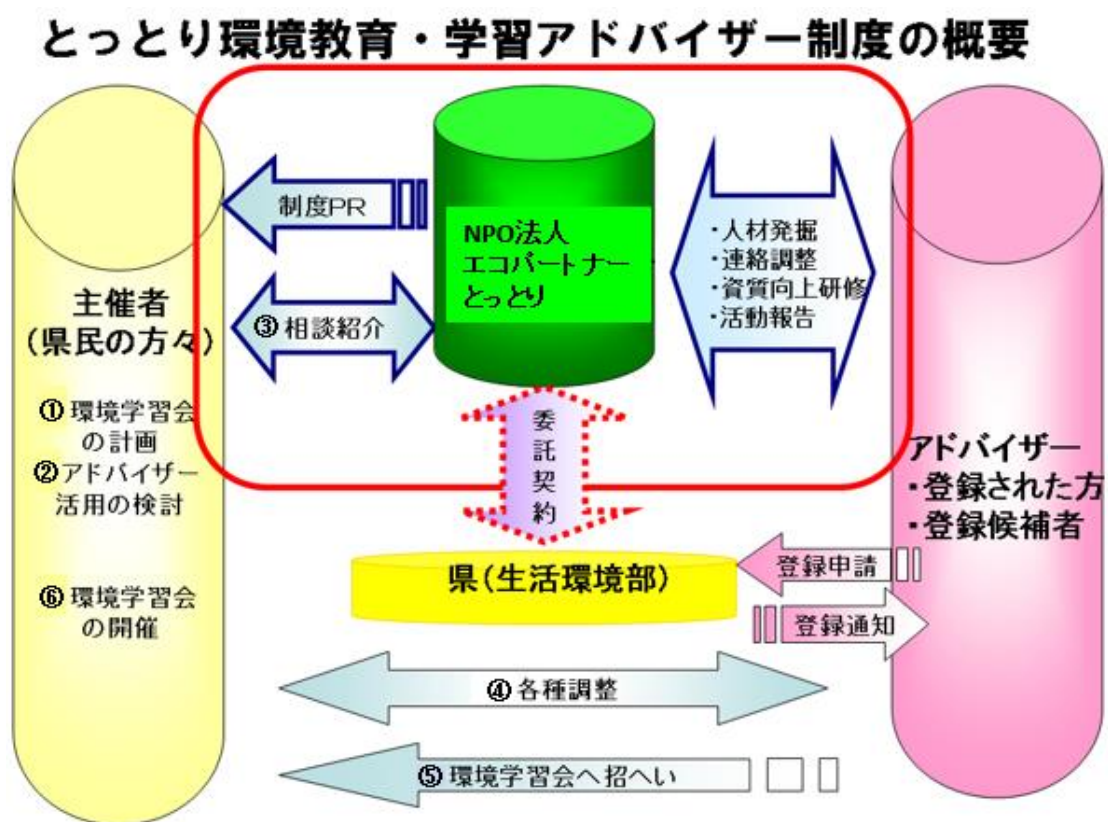 とっとり環境教育・学習アドバイザー制度の概要
制度PR
③相談紹介
NPO法人
エコパートナー
とっとり
・人材発掘
・連絡調整
・資質向上研修
・活動報告
主催者
(県民の方々)
①環境学習会
の計画
②アドバイザー
活用の検討
⑥環境学習会
の開催
委託契約
県(生活環境部)
アドバイザー
・登録された方
・登録候補者
登録申請
登録通知
④各種調整
⑤環境学習会へ招へい